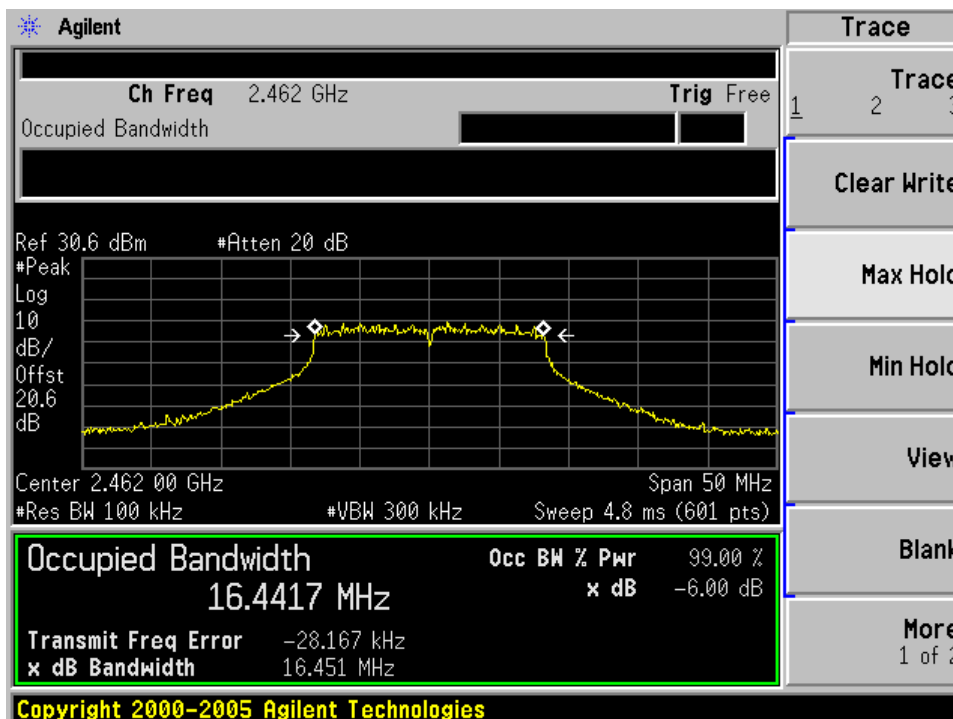 Agilent
Trace
Ch Freq 2.462 GHz Trig Free
Occupied Bandwidth
Trace
1 2 3
Clear Write
Ref 30.6 dBm #Atten 20 dB
#Peak
Log
10
dB/
Offst
20.6
dB
Max Hold
Min Hold
View
Center 2.462 00 GHz Span 50 MHz
#Res BW 100 kHz #VBW 300 kHz Sweep 4.8 ms (601 pts)
Occupied Bandwidth
16.4417 MHz
Occ BW % Pwr 99.00 %
x dB -6.00 dB
Transmit Freq Error -28.167 kHz
x dB Bandwidth 16.451 MHz
Blank
More
1 of 2
Copyright 2000-2005 Agilent Technologies